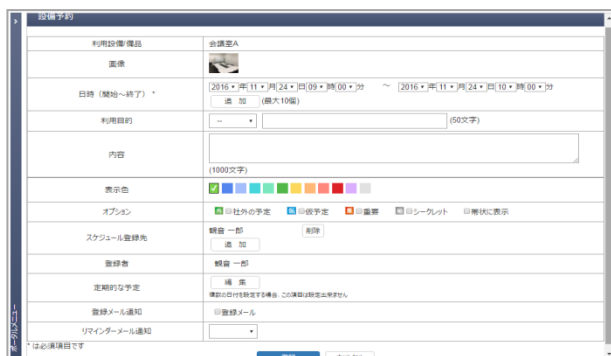 設備予約
利用設備/備品 会議室A
画像
日時（開始～終了） * 2016 年 11 月 24 日 09 時 00 分 ～ 2016 年 11 月 24 日 10 時 00 分
追 加 (最大10個)
利用目的 -- (50文字)
内容
(1000文字)
表示色
オプション 社外の予定 仮予定 重要 シークレット 帯状に表示
スケジュール登録先 観音 一郎 削除
追 加
登録者 観音 一郎
定期的な予定 編 集
複数の日付を設定する場合、この項目は設定出来ません
登録メール通知 登録メール
リマインダーメール通知
* は必須項目です
ポータルメニュー